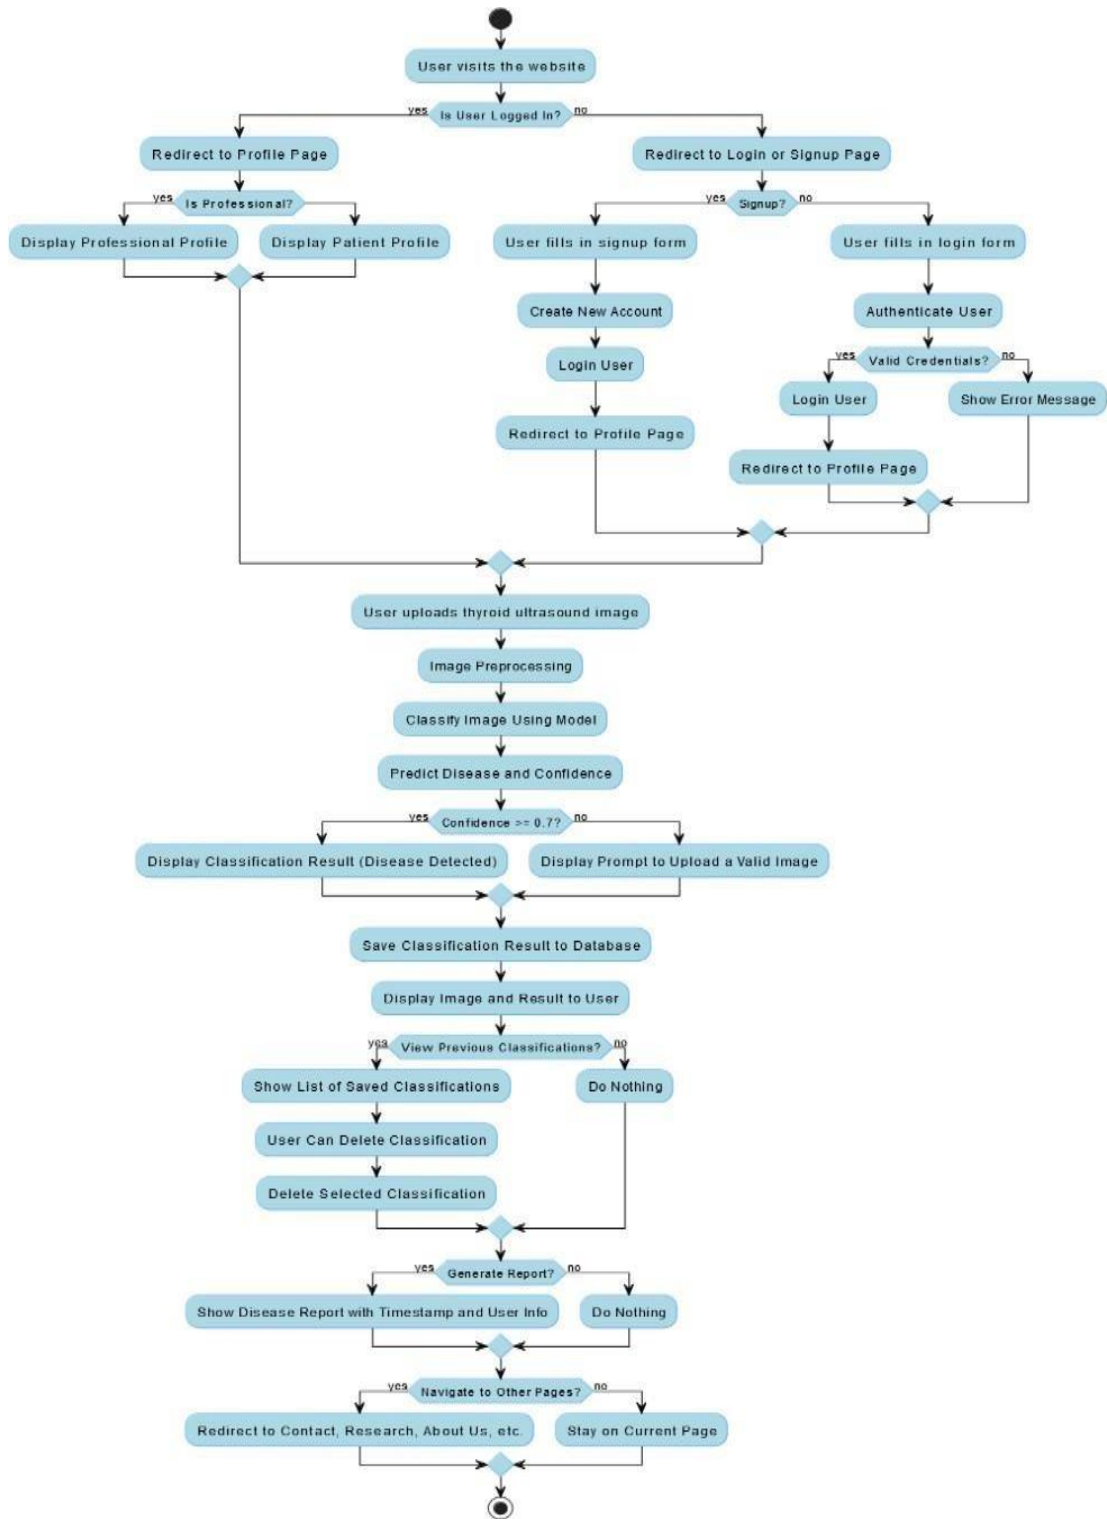 User visits the website
yes
Is User Logged In?
no
Redirect to Profile Page
Redirect to Login or Signup Page
yes
Is Professional?
yes
Signup?
no
Display Professional Profile
Display Patient Profile
User fills in signup form
User fills in login form
Create New Account
Authenticate User
Login User
yes
Valid Credentials?
no
Login User
Show Error Message
Redirect to Profile Page
Redirect to Profile Page
User uploads thyroid ultrasound image
Image Preprocessing
Classify Image Using Model
Predict Disease and Confidence
yes
Confidence >= 0.7?
no
Display Classification Result (Disease Detected)
Display Prompt to Upload a Valid Image
Save Classification Result to Database
Display Image and Result to User
yes
View Previous Classifications?
no
Show List of Saved Classifications
Do Nothing
User Can Delete Classification
Delete Selected Classification
yes
Generate Report?
no
Show Disease Report with Timestamp and User Info
Do Nothing
yes
Navigate to Other Pages?
no
Redirect to Contact, Research, About Us, etc.
Stay on Current Page